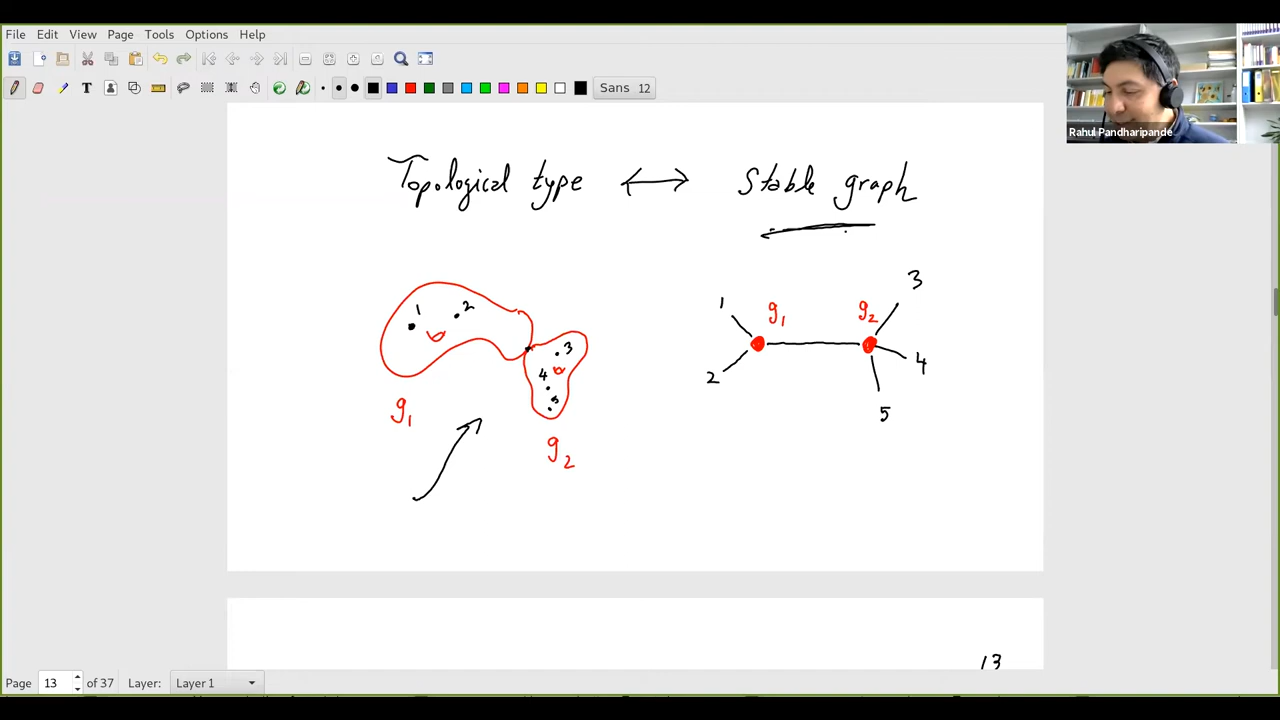 File Edit View Page Tools Options Help
Rahul Pandharipande
Sans 12
Topological type ⟷ Stable graph
1 2
3
4
5
g1
g2
1 g1 g2 3
2 4
5
13
Page 13 of 37 Layer: Layer 1